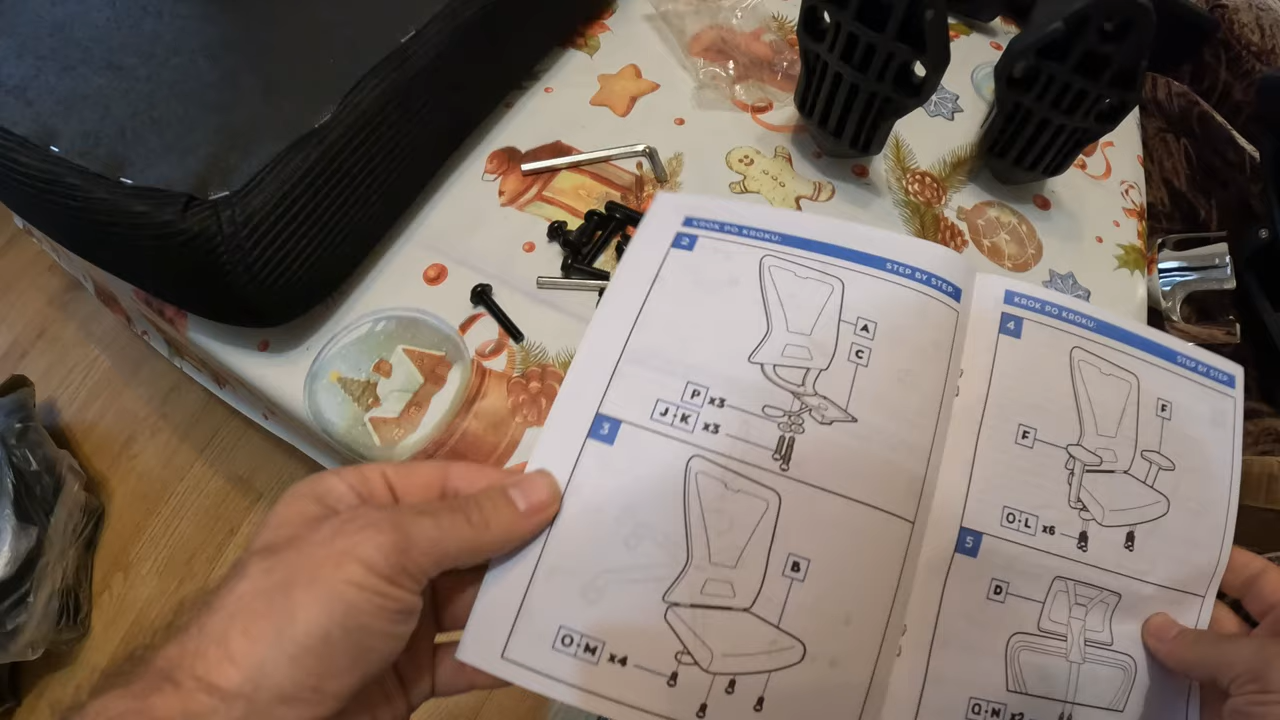 KROK PO KROKU:
STEP BY STEP:
2
A
C
P x3
J K x3
3
B
O M x4
KROK PO KROKU:
STEP BY STEP:
4
F
F
O L x6
5
D
Q N x2